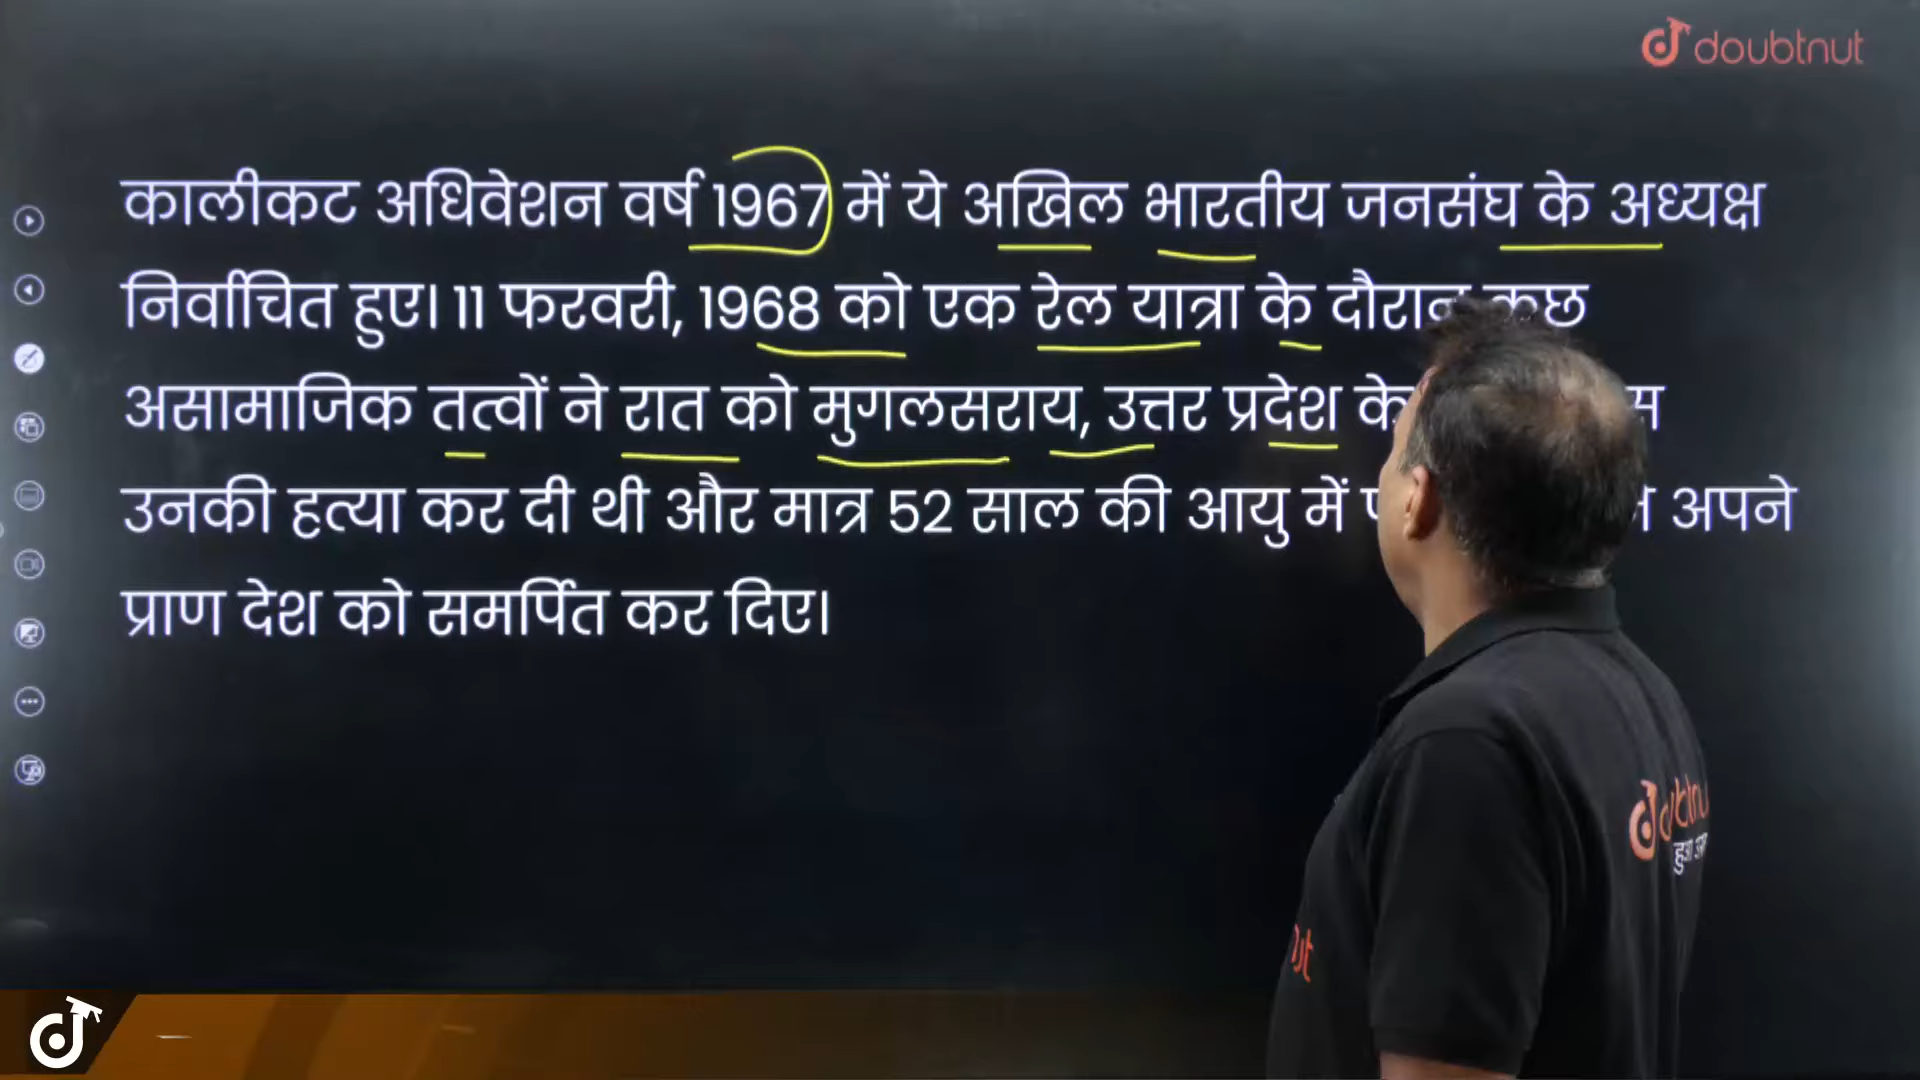 doubtnut
कालीकट अधिवेशन वर्ष 1967 में ये अखिल भारतीय जनसंघ के अध्यक्ष
निर्वाचित हुए। 11 फरवरी, 1968 को एक रेल यात्रा के दौरान कुछ
असामाजिक तत्वों ने रात को मुगलसराय, उत्तर प्रदेश के
उनकी हत्या कर दी थी और मात्र 52 साल की आयु में अपने
प्राण देश को समर्पित कर दिए।